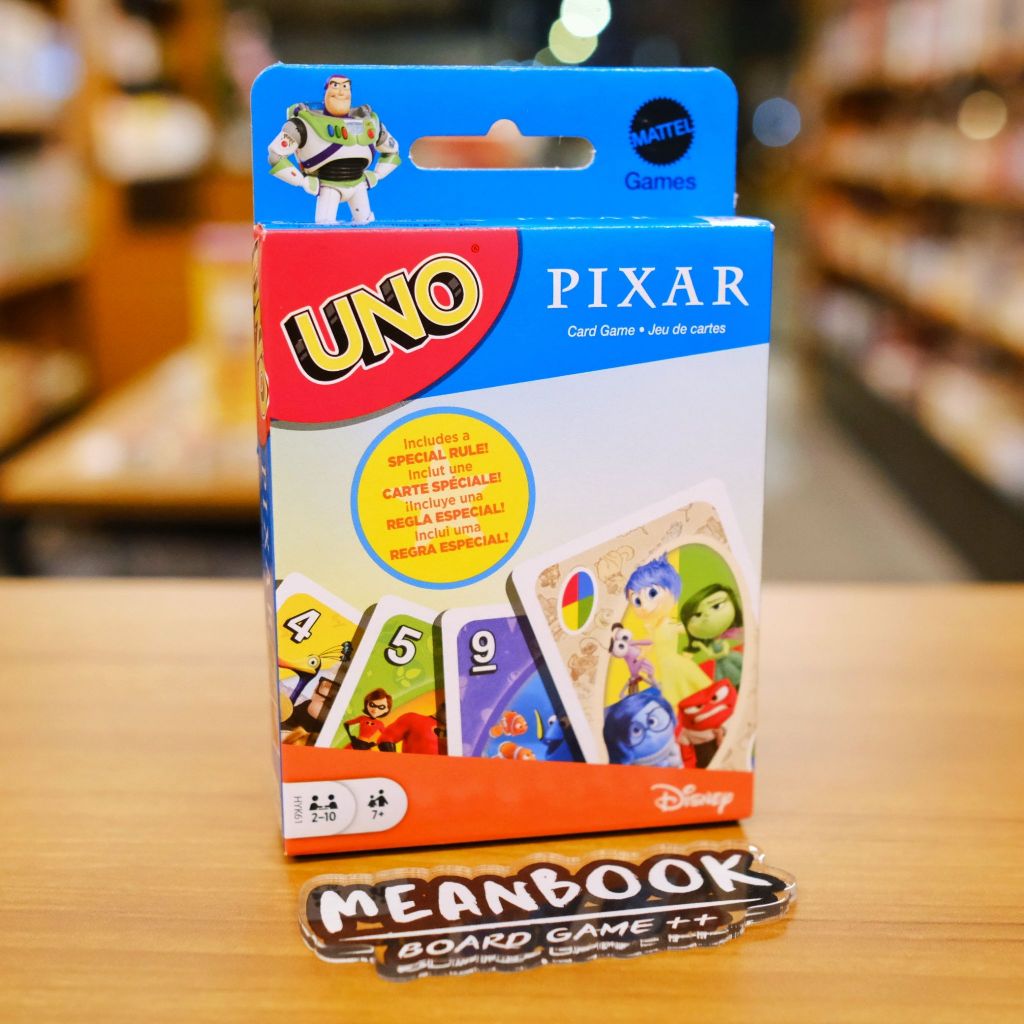 MATTEL
Games
UNO
®
PIXAR
Card Game • Jeu de cartes
Includes a
SPECIAL RULE!
Inclut une
CARTE SPÉCIALE!
¡Incluye una
REGLA ESPECIAL!
Inclui uma
REGRA ESPECIAL!
4
5
9
HYK61
2-10
7+
Disney
MEANBOOK
BOARD GAME ++